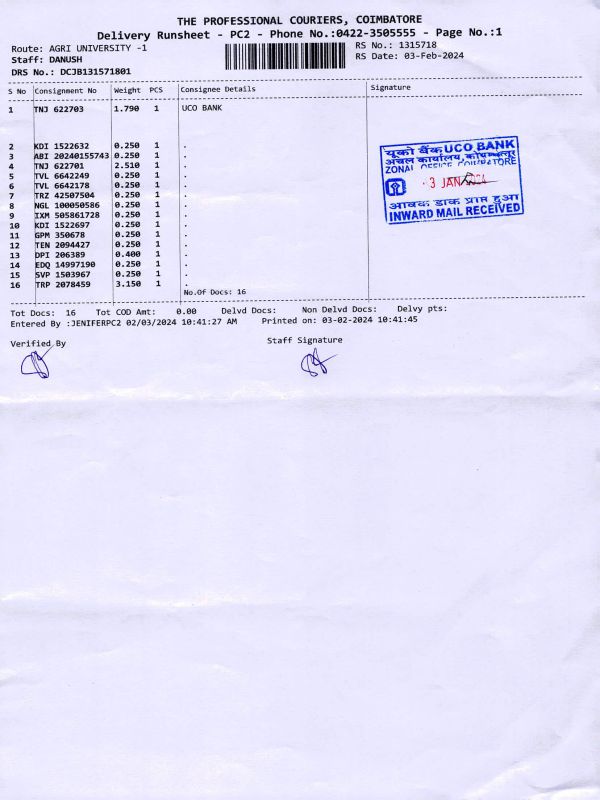 THE PROFESSIONAL COURIERS, COIMBATORE
Delivery Runsheet - PC2 - Phone No.:0422-3505555 - Page No.:1
Route: AGRI UNIVERSITY -1
RS No.: 1315718
Staff: DANUSH
RS Date: 03-Feb-2024
DRS No.: DCJB131571801
S No Consignment No Weight PCS Consignee Details Signature
1 TNJ 622703 1.790 1 UCO BANK
2 KDI 1522632 0.250 1 .
3 ABI 20240155743 0.250 1 .
4 TNJ 622701 2.510 1 .
5 TVL 6642249 0.250 1 .
6 TVL 6642178 0.250 1 .
7 TRZ 42507504 0.250 1 .
8 NGL 100050586 0.250 1 .
9 IXM 505861728 0.250 1 .
10 KDI 1522697 0.250 1 .
11 GPM 350678 0.250 1 .
12 TEN 2094427 0.250 1 .
13 DPI 206389 0.400 1 .
14 EDQ 14997190 0.250 1 .
15 SVP 1503967 0.250 1 .
16 TRP 2078459 3.150 1 .
No.Of Docs: 16
यूको बैंक UCO BANK
अंचल कार्यालय, कोयम्बत्तूर
ZONAL OFFICE COIMBATORE
3 JAN 2024
आवक डाक प्राप्त हुआ
INWARD MAIL RECEIVED
Tot Docs: 16 Tot COD Amt: 0.00 Delvd Docs: Non Delvd Docs: Delvy pts:
Entered By :JENIFERPC2 02/03/2024 10:41:27 AM Printed on: 03-02-2024 10:41:45
Verified By
Staff Signature